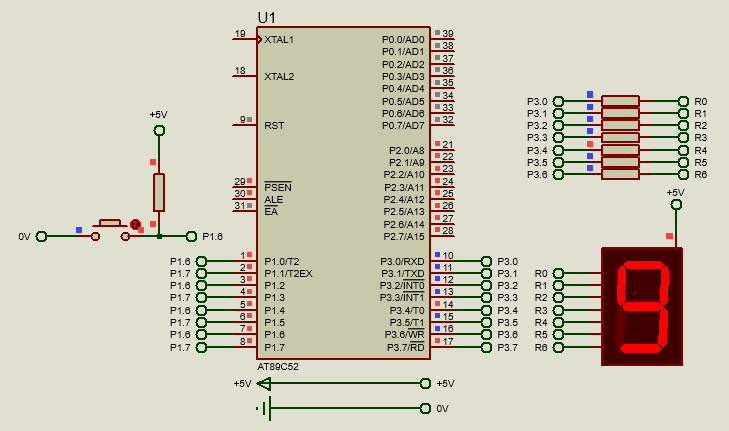 U1
19 XTAL1 P0.0/AD0 39
P0.1/AD1 38
P0.2/AD2 37
18 XTAL2 P0.3/AD3 36
P0.4/AD4 35
P0.5/AD5 34
P0.6/AD6 33
9 RST P0.7/AD7 32
P2.0/A8 21
P2.1/A9 22
P2.2/A10 23
29 PSEN P2.3/A11 24
30 ALE P2.4/A12 25
31 EA P2.5/A13 26
P2.6/A14 27
P2.7/A15 28
P1.6 1 P1.0/T2 P3.0/RXD 10 P3.0
P1.7 2 P1.1/T2EX P3.1/TXD 11 P3.1
P1.6 3 P1.2 P3.2/INT0 12 P3.2
P1.7 4 P1.3 P3.3/INT1 13 P3.3
P1.6 5 P1.4 P3.4/T0 14 P3.4
P1.7 6 P1.5 P3.5/T1 15 P3.5
P1.6 7 P1.6 P3.6/WR 16 P3.6
P1.7 8 P1.7 P3.7/RD 17 P3.7
AT89C52
+5V +5V
0V
+5V
0V P1.6
P3.0 R0
P3.1 R1
P3.2 R2
P3.3 R3
P3.4 R4
P3.5 R5
P3.6 R6
+5V
R0
R1
R2
R3
R4
R5
R6
9